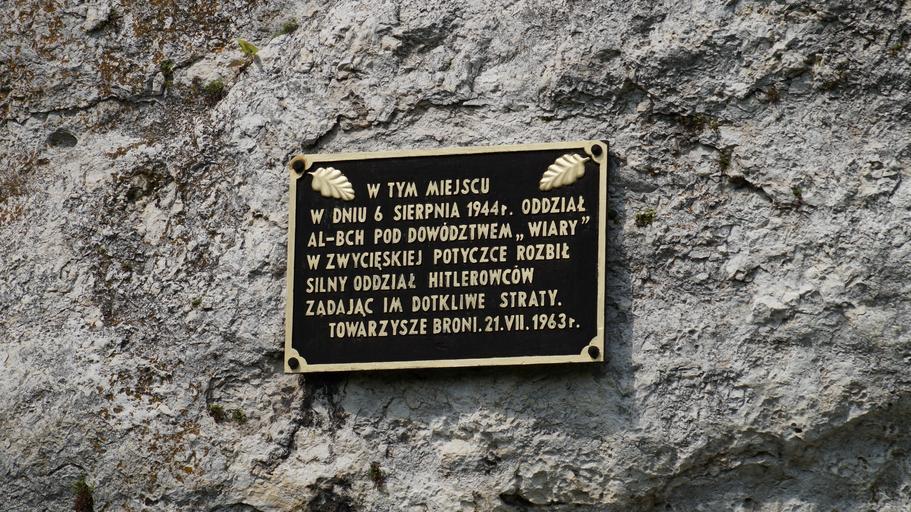 W TYM MIEJSCU
W DNIU 6 SIERPNIA 1944r. ODDZIAŁ
AL-BCH POD DOWÓDZTWEM „WIARY”
W ZWYCIĘSKIEJ POTYCZCE ROZBIŁ
SILNY ODDZIAŁ HITLEROWCÓW
ZADAJĄC IM DOTKLIWE STRATY.
TOWARZYSZE BRONI. 21.VII.1963r.